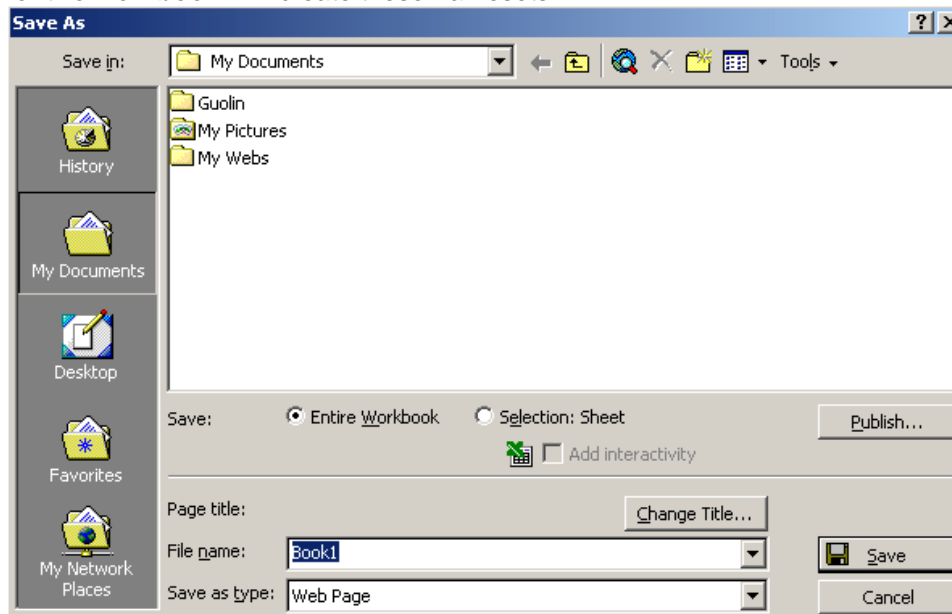 Save As
Save in: My Documents Tools
Guolin
My Pictures
My Webs
History
My Documents
Desktop
Favorites
My Network
Places
Save: Entire Workbook Selection: Sheet Publish...
Add interactivity
Page title: Change Title...
File name: Book1 Save
Save as type: Web Page Cancel